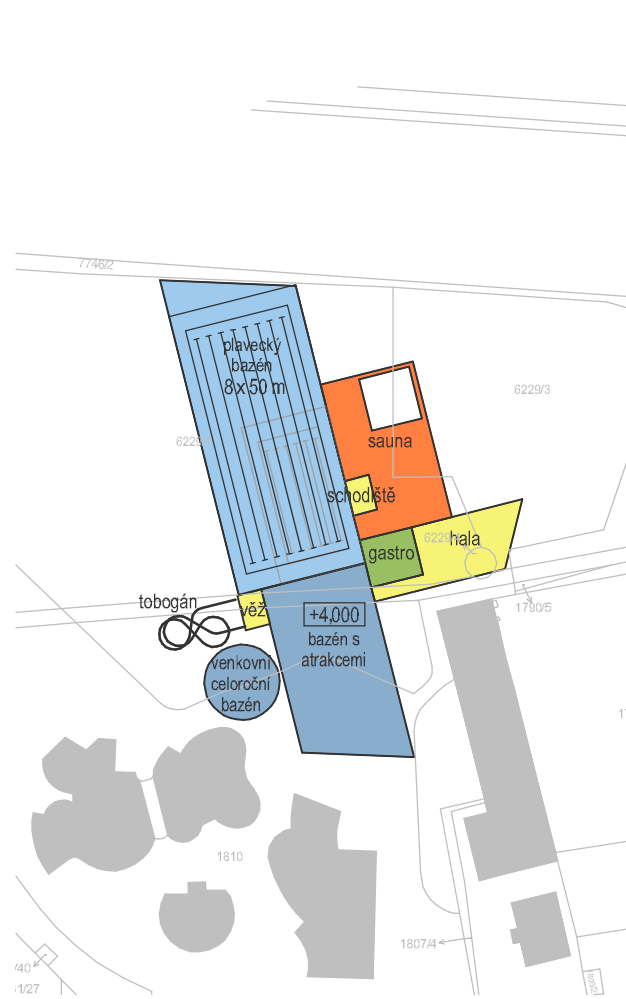 7746/2
plavecký
bazén
8 x 50 m
6229/3
sauna
6229
schodiště
hala
gastro
tobogán
věž
1790/5
+4,000
bazén s
atrakcemi
venkovní
celoroční
bazén
1810
1807/4
/40